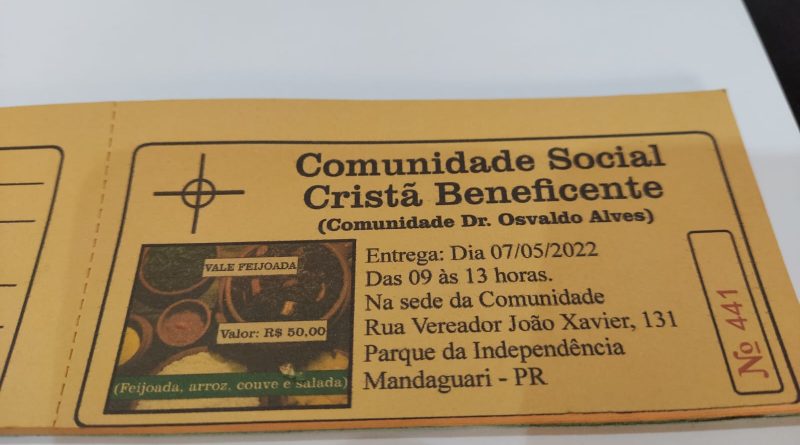 Comunidade Social
Cristã Beneficente
(Comunidade Dr. Osvaldo Alves)
VALE FEIJOADA
Valor: R$ 50,00
(Feijoada, arroz, couve e salada)
Entrega: Dia 07/05/2022
Das 09 às 13 horas.
Na sede da Comunidade
Rua Vereador João Xavier, 131
Parque da Independência
Mandaguari - PR
Nº 441